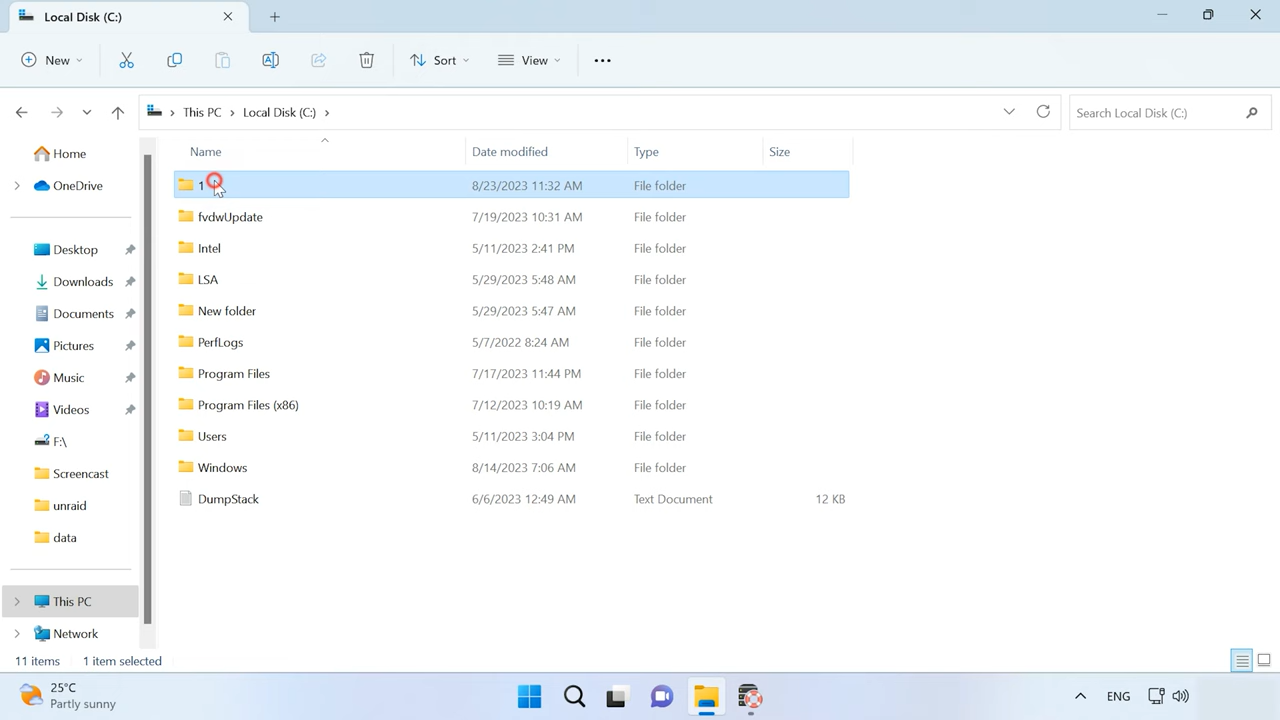 Local Disk (C:)
New
Sort
View
This PC
Local Disk (C:)
Search Local Disk (C:)
Name
Date modified
Type
Size
Home
OneDrive
Desktop
Downloads
Documents
Pictures
Music
Videos
F:\
Screencast
unraid
data
This PC
Network
1 8/23/2023 11:32 AM File folder
fvdwUpdate 7/19/2023 10:31 AM File folder
Intel 5/11/2023 2:41 PM File folder
LSA 5/29/2023 5:48 AM File folder
New folder 5/29/2023 5:47 AM File folder
PerfLogs 5/7/2022 8:24 AM File folder
Program Files 7/17/2023 11:44 PM File folder
Program Files (x86) 7/12/2023 10:19 AM File folder
Users 5/11/2023 3:04 PM File folder
Windows 8/14/2023 7:06 AM File folder
DumpStack 6/6/2023 12:49 AM Text Document 12 KB
11 items 1 item selected
25°C
Partly sunny
ENG